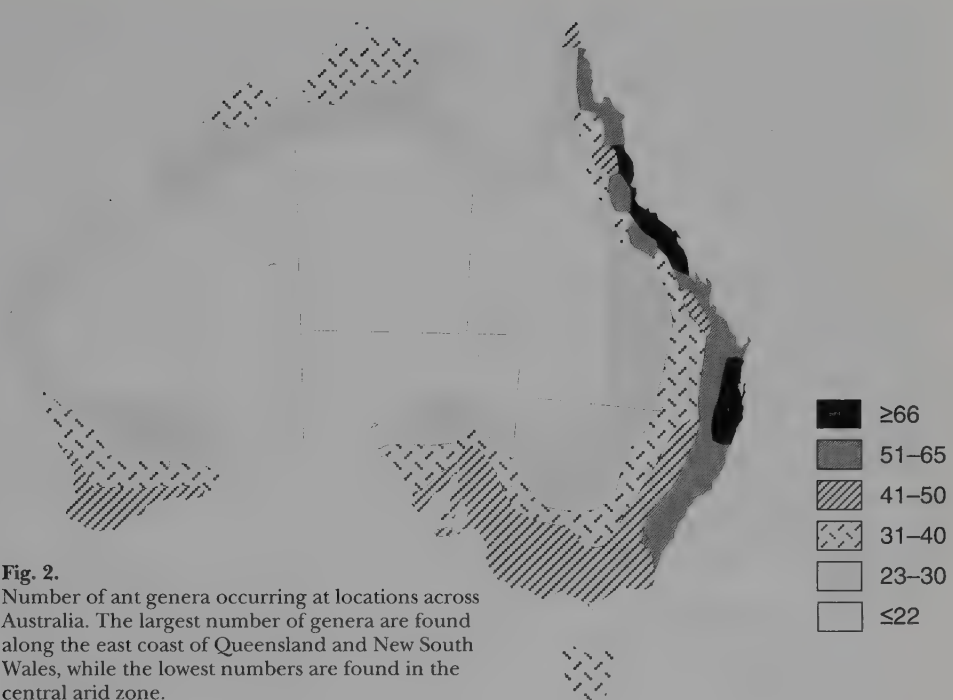 ≥66
51–65
41–50
31–40
23–30
≤22
Fig. 2.
Number of ant genera occurring at locations across
Australia. The largest number of genera are found
along the east coast of Queensland and New South
Wales, while the lowest numbers are found in the
central arid zone.